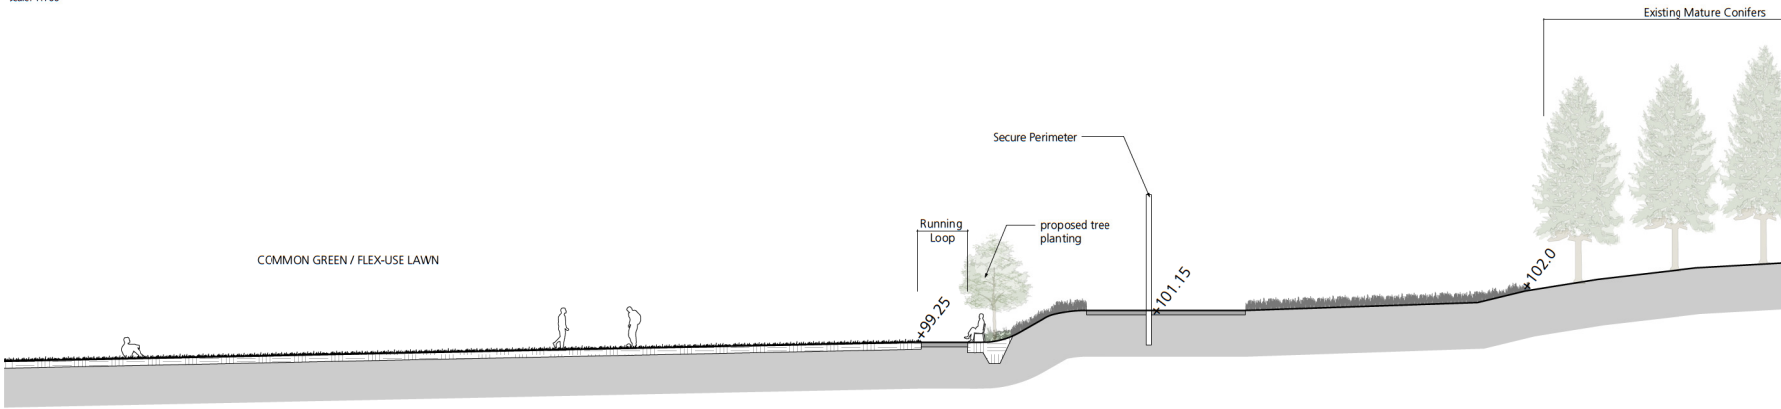 Existing Mature Conifers
Secure Perimeter
Running
Loop
proposed tree
planting
COMMON GREEN / FLEX-USE LAWN
+99.25
101.15
102.0